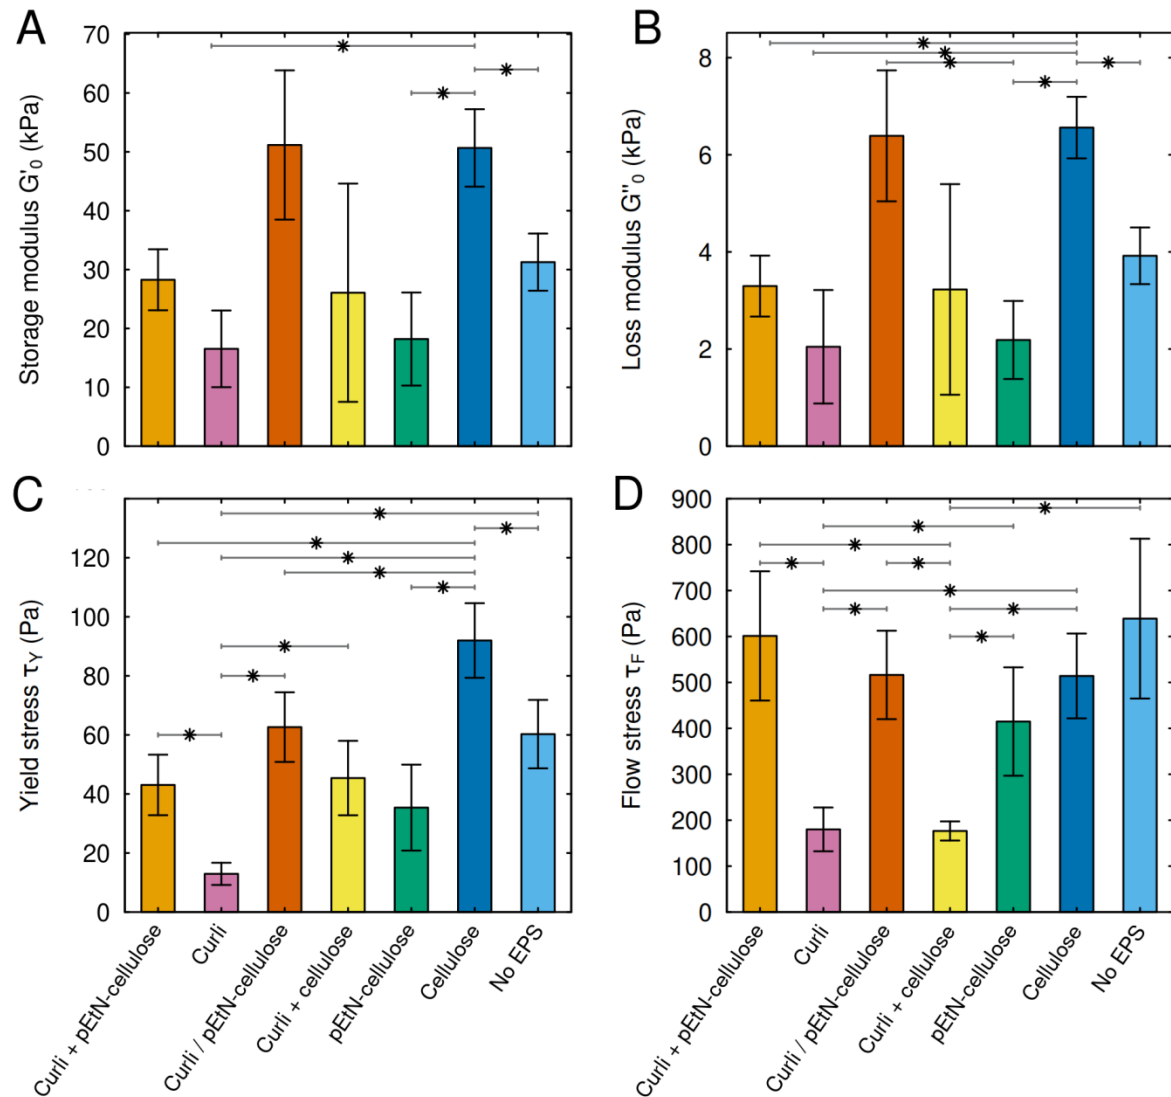 A
Storage modulus G'₀ (kPa)
70
60
50
40
30
20
10
0
B
Loss modulus G''₀ (kPa)
8
6
4
2
0
C
Yield stress τY (Pa)
120
100
80
60
40
20
0
Curli + pEtN-cellulose
Curli
Curli / pEtN-cellulose
Curli + cellulose
pEtN-cellulose
Cellulose
No EPS
D
Flow stress τF (Pa)
900
800
700
600
500
400
300
200
100
0
Curli + pEtN-cellulose
Curli
Curli / pEtN-cellulose
Curli + cellulose
pEtN-cellulose
Cellulose
No EPS